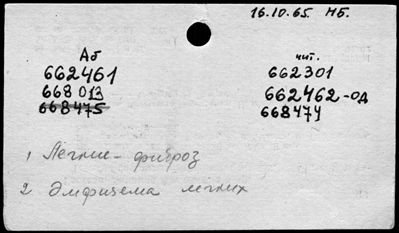 16.10.65. НБ.
Аб чит.
662461 662301
668013 662462-од
668475 668474
1 Легкие - фиброз
2. Эмфизема легких